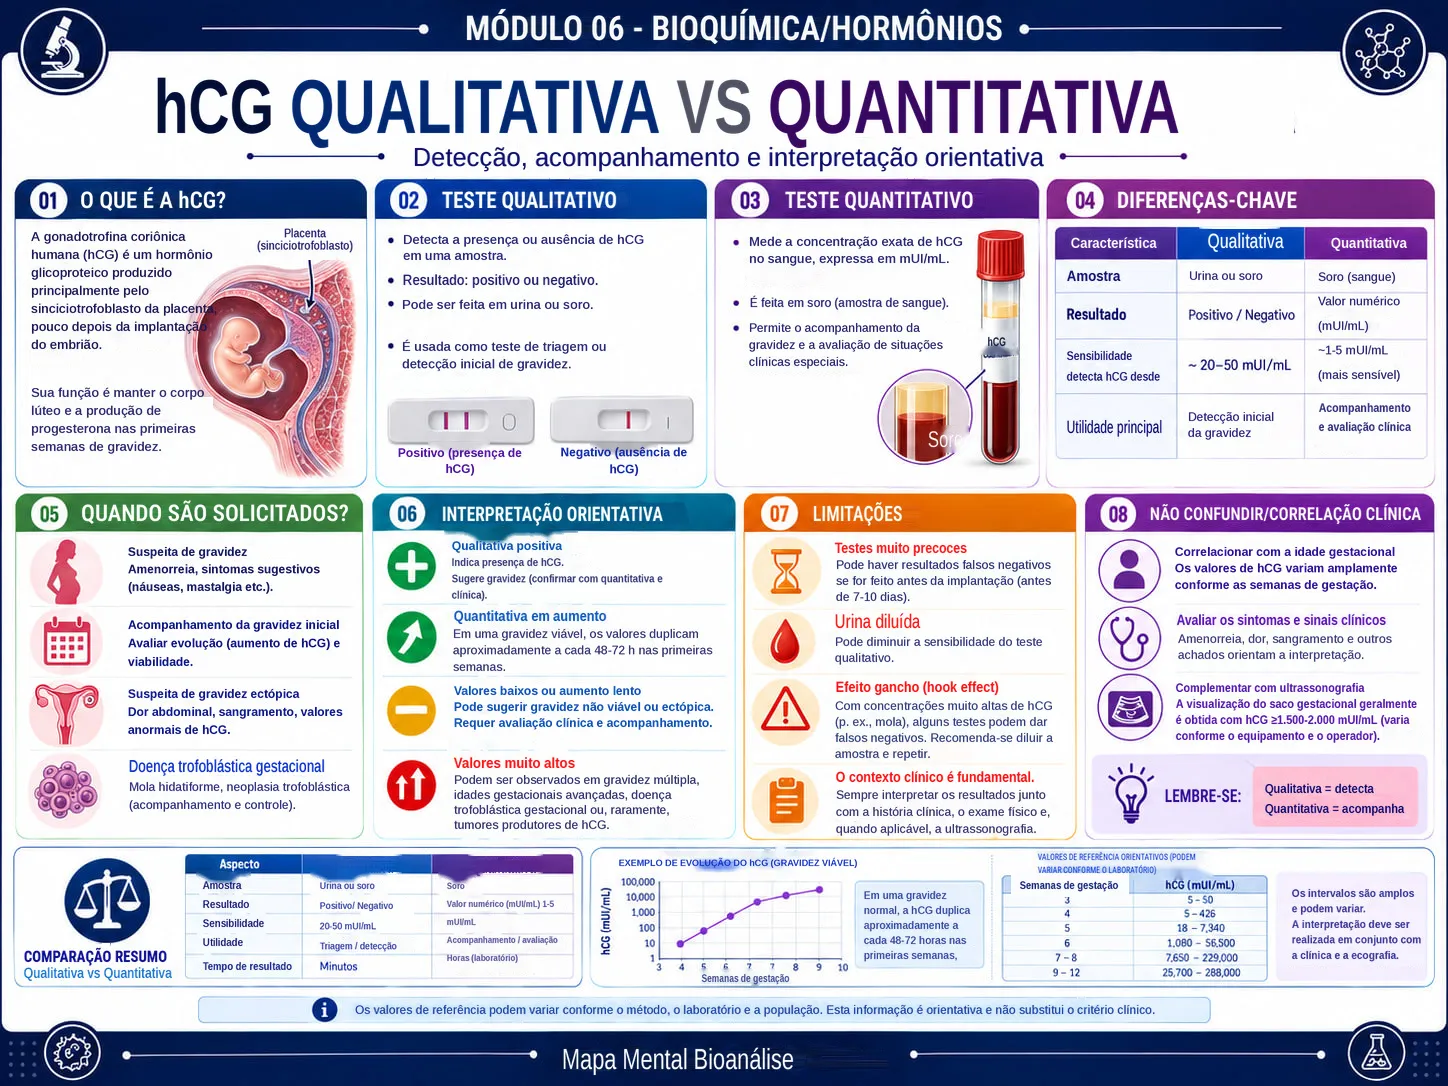 MÓDULO 06 - BIOQUÍMICA/HORMÔNIOS
hCG QUALITATIVA VS QUANTITATIVA
Detecção, acompanhamento e interpretação orientativa
01 O QUE É A hCG?
A gonadotrofina coriônica
humana (hCG) é um hormônio
glicoproteico produzido
principalmente pelo
sinciciotrofoblasto da placenta,
pouco depois da implantação
do embrião.
Sua função é manter o corpo
lúteo e a produção de
progesterona nas primeiras
semanas de gravidez.
Placenta
(sinciciotrofoblasto)
02 TESTE QUALITATIVO
• Detecta a presença ou ausência de hCG
em uma amostra.
• Resultado: positivo ou negativo.
• Pode ser feita em urina ou soro.
• É usada como teste de triagem ou
detecção inicial de gravidez.
Positivo (presença de
hCG)
Negativo (ausência de
hCG)
03 TESTE QUANTITATIVO
• Mede a concentração exata de hCG
no sangue, expressa em mUI/mL.
• É feita em soro (amostra de sangue).
• Permite o acompanhamento da
gravidez e a avaliação de situações
clínicas especiais.
hCG
Soro
04 DIFERENÇAS-CHAVE
Característica Qualitativa Quantitativa
Amostra Urina ou soro Soro (sangue)
Resultado Positivo / Negativo Valor numérico
(mUI/mL)
Sensibilidade
detecta hCG desde ~ 20–50 mUI/mL ~1-5 mUI/mL
(mais sensível)
Utilidade principal Detecção inicial
da gravidez Acompanhamento
e avaliação clínica
05 QUANDO SÃO SOLICITADOS?
Suspeita de gravidez
Amenorreia, sintomas sugestivos
(náuseas, mastalgia etc.).
Acompanhamento da gravidez inicial
Avaliar evolução (aumento de hCG) e
viabilidade.
Suspeita de gravidez ectópica
Dor abdominal, sangramento, valores
anormais de hCG.
Doença trofoblástica gestacional
Mola hidatiforme, neoplasia trofoblástica
(acompanhamento e controle).
06 INTERPRETAÇÃO ORIENTATIVA
Qualitativa positiva
Indica presença de hCG.
Sugere gravidez (confirmar com quantitativa e
clínica).
Quantitativa em aumento
Em uma gravidez viável, os valores duplicam
aproximadamente a cada 48-72 h nas primeiras
semanas.
Valores baixos ou aumento lento
Pode sugerir gravidez não viável ou ectópica.
Requer avaliação clínica e acompanhamento.
Valores muito altos
Podem ser observados em gravidez múltipla,
idades gestacionais avançadas, doença
trofoblástica gestacional ou, raramente,
tumores produtores de hCG.
07 LIMITAÇÕES
Testes muito precoces
Pode haver resultados falsos negativos
se for feito antes da implantação (antes
de 7-10 dias).
Urina diluída
Pode diminuir a sensibilidade do teste
qualitativo.
Efeito gancho (hook effect)
Com concentrações muito altas de hCG
(p. ex., mola), alguns testes podem dar
falsos negativos. Recomenda-se diluir a
amostra e repetir.
O contexto clínico é fundamental.
Sempre interpretar os resultados junto
com a história clínica, o exame físico e,
quando aplicável, a ultrassonografia.
08 NÃO CONFUNDIR/CORRELAÇÃO CLÍNICA
Correlacionar com a idade gestacional
Os valores de hCG variam amplamente
conforme as semanas de gestação.
Avaliar os sintomas e sinais clínicos
Amenorreia, dor, sangramento e outros
achados orientam a interpretação.
Complementar com ultrassonografia
A visualização do saco gestacional geralmente
é obtida com hCG ≥1.500-2.000 mUI/mL (varia
conforme o equipamento e o operador).
LEMBRE-SE:
Qualitativa = detecta
Quantitativa = acompanha
COMPARAÇÃO RESUMO
Qualitativa vs Quantitativa
Aspecto
Amostra Urina ou soro Soro
Resultado Positivo/ Negativo Valor numérico (mUI/mL) 1-5
Sensibilidade 20-50 mUI/mL mUI/mL
Utilidade Triagem / detecção Acompanhamento / avaliação
Tempo de resultado Minutos Horas (laboratório)
EXEMPLO DE EVOLUÇÃO DO hCG (GRAVIDEZ VIÁVEL)
hCG (mUI/mL)
100,000
10,000
1,000
100
10
1
3 4 5 6 7 7 8 9 10
Semanas de gestação
Em uma gravidez
normal, a hCG duplica
aproximadamente a
cada 48-72 horas nas
primeiras semanas,
VALORES DE REFERÊNCIA ORIENTATIVOS (PODEM
VARIAR CONFORME O LABORATÓRIO)
Semanas de gestação hCG (mUI/mL)
3 5 – 50
4 5 – 426
5 18 – 7,340
6 1,080 – 56,500
7 – 8 7,650 – 229,000
9 – 12 25,700 – 288,000
Os intervalos são amplos
e podem variar.
A interpretação deve ser
realizada em conjunto com
a clínica e a ecografia.
Os valores de referência podem variar conforme o método, o laboratório e a população. Esta informação é orientativa e não substitui o critério clínico.
Mapa Mental Bioanálise